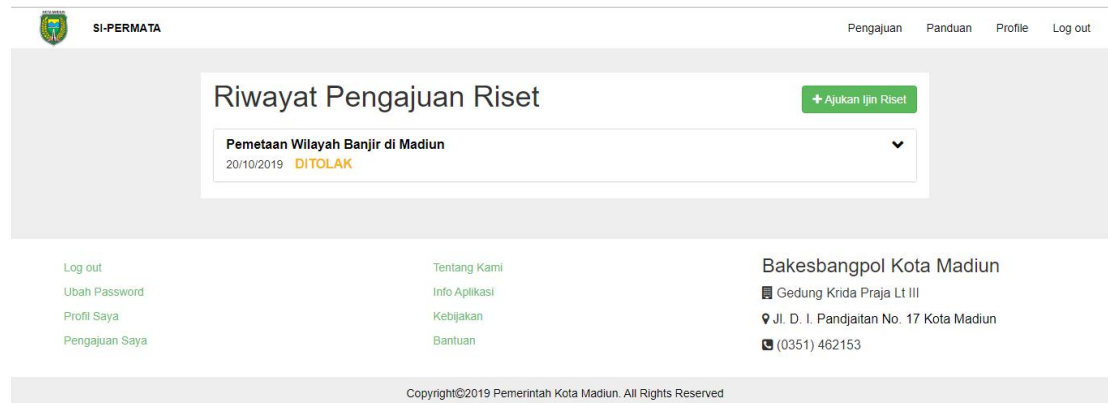 SI-PERMATA
Pengajuan Panduan Profile Log out
Riwayat Pengajuan Riset
Ajukan Ijin Riset
Pemetaan Wilayah Banjir di Madiun
20/10/2019 DITOLAK
Log out
Ubah Password
Profil Saya
Pengajuan Saya
Tentang Kami
Info Aplikasi
Kebijakan
Bantuan
Bakesbangpol Kota Madiun
Gedung Krida Praja Lt III
Jl. D. I. Pandjaitan No. 17 Kota Madiun
(0351) 462153
Copyright©2019 Pemerintah Kota Madiun. All Rights Reserved